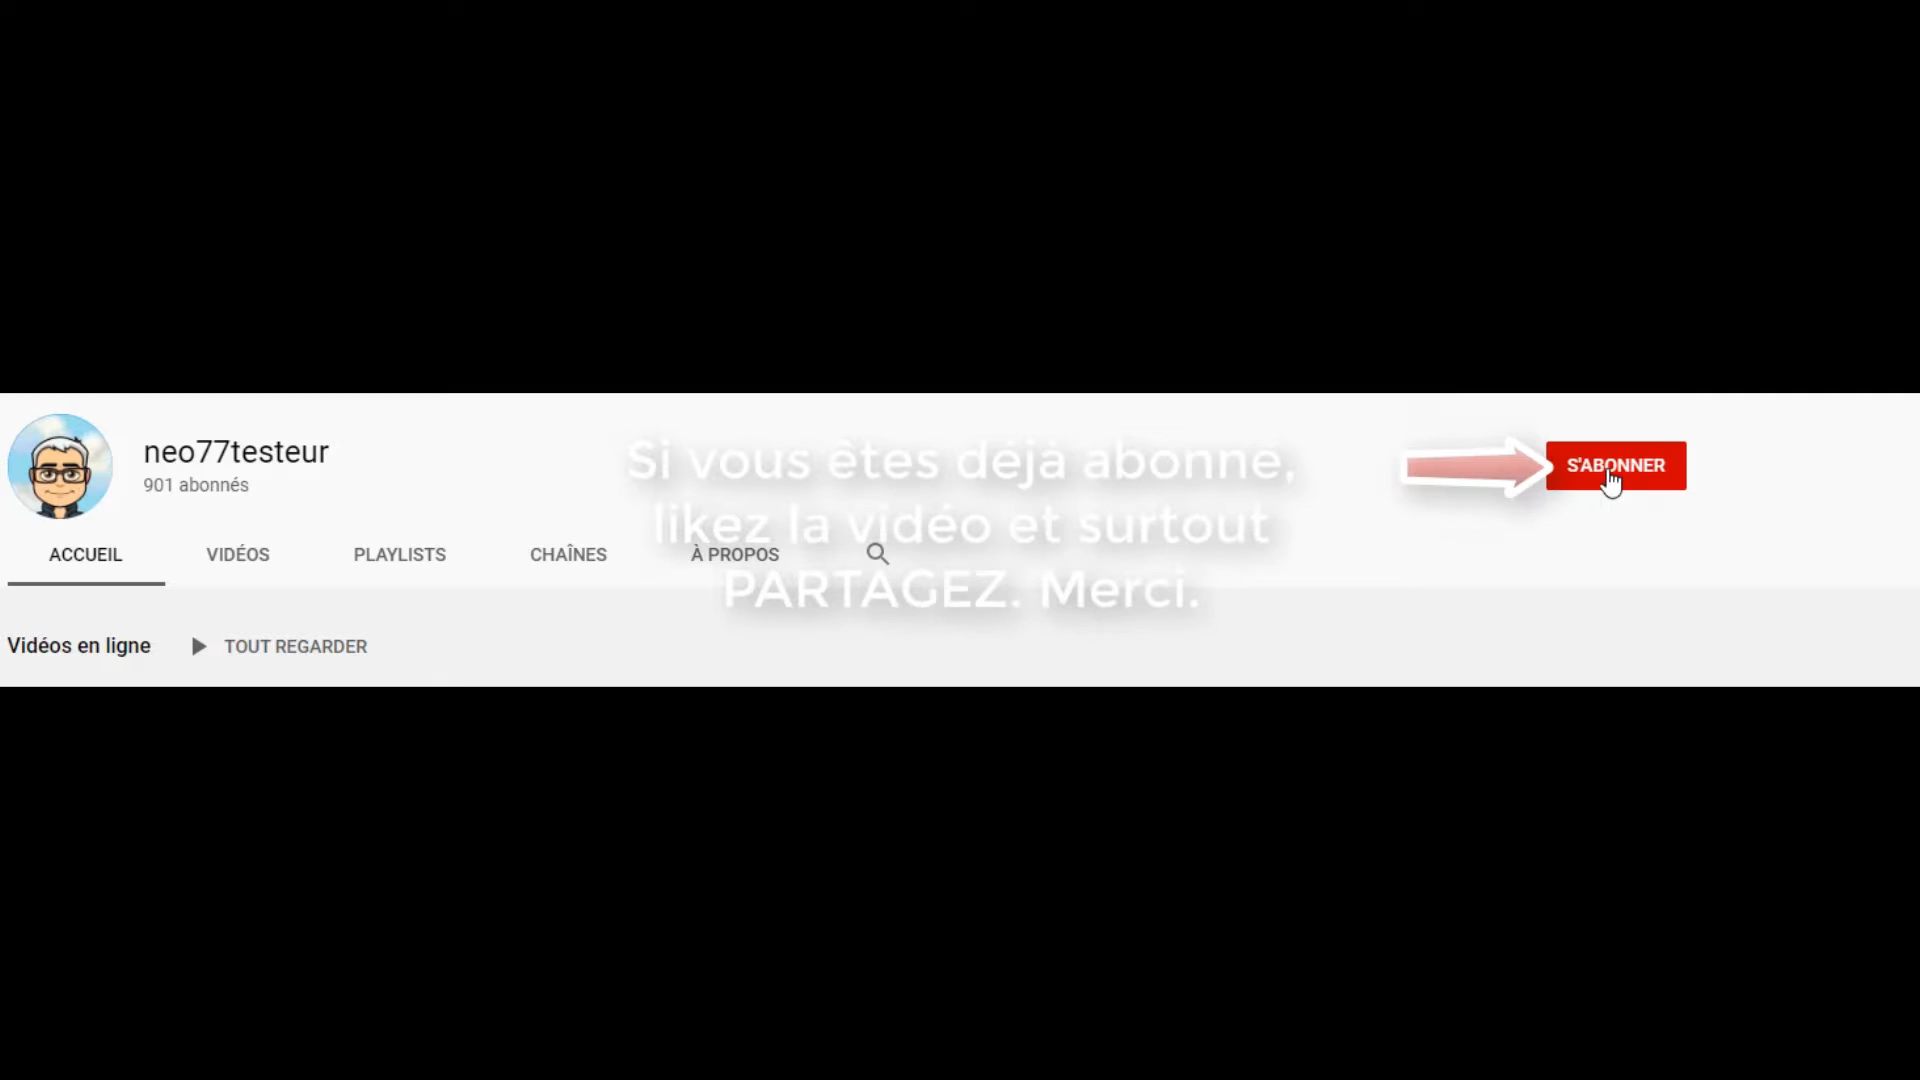 neo77testeur
901 abonnés
Si vous êtes déjà abonne,
likez la vidéo et surtout
PARTAGEZ. Merci.
S'ABONNER
ACCUEIL VIDÉOS PLAYLISTS CHAÎNES À PROPOS
Vidéos en ligne TOUT REGARDER